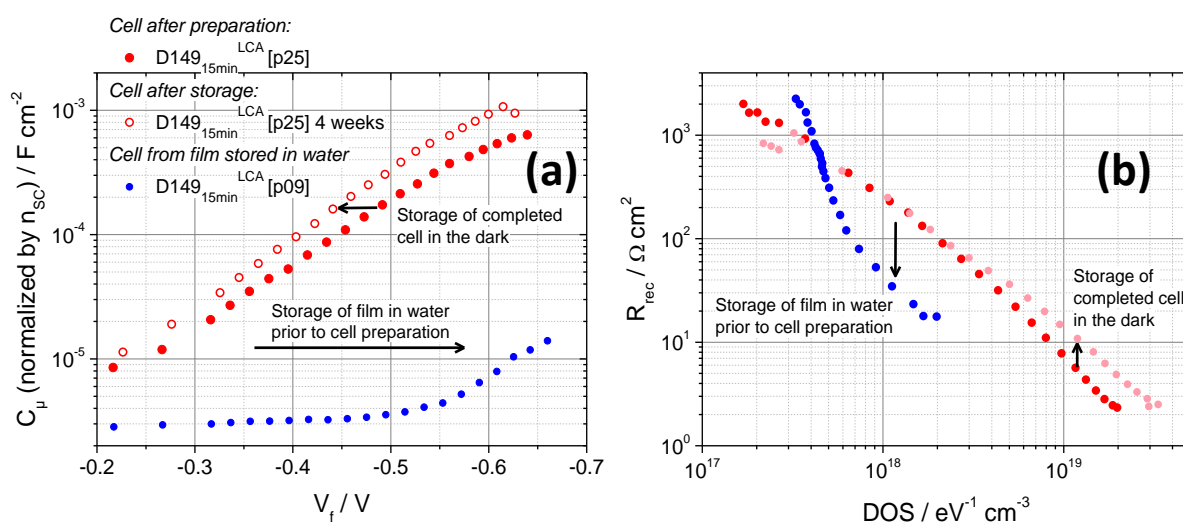 Cell after preparation:
D149 15min LCA [p25]
Cell after storage:
D149 15min LCA [p25] 4 weeks
Cell from film stored in water
D149 15min LCA [p09]
(a)
Storage of completed
cell in the dark
Storage of film in water
prior to cell preparation
10⁻³
10⁻⁴
10⁻⁵
C_μ (normalized by n_SC) / F cm⁻²
-0.2 -0.3 -0.4 -0.5 -0.6 -0.7
V_f / V
(b)
Storage of film in water
prior to cell preparation
Storage of
completed cell
in the dark
10³
10²
10¹
10⁰
R_rec / Ω cm²
10¹⁷ 10¹⁸ 10¹⁹
DOS / eV⁻¹ cm⁻³